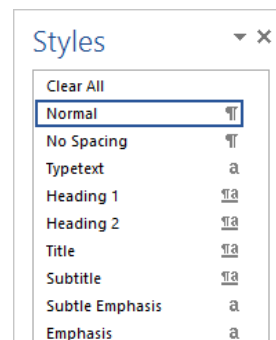 Styles
Clear All
Normal ¶
No Spacing ¶
Typetext a
Heading 1 ¶a
Heading 2 ¶a
Title ¶a
Subtitle ¶a
Subtle Emphasis a
Emphasis a